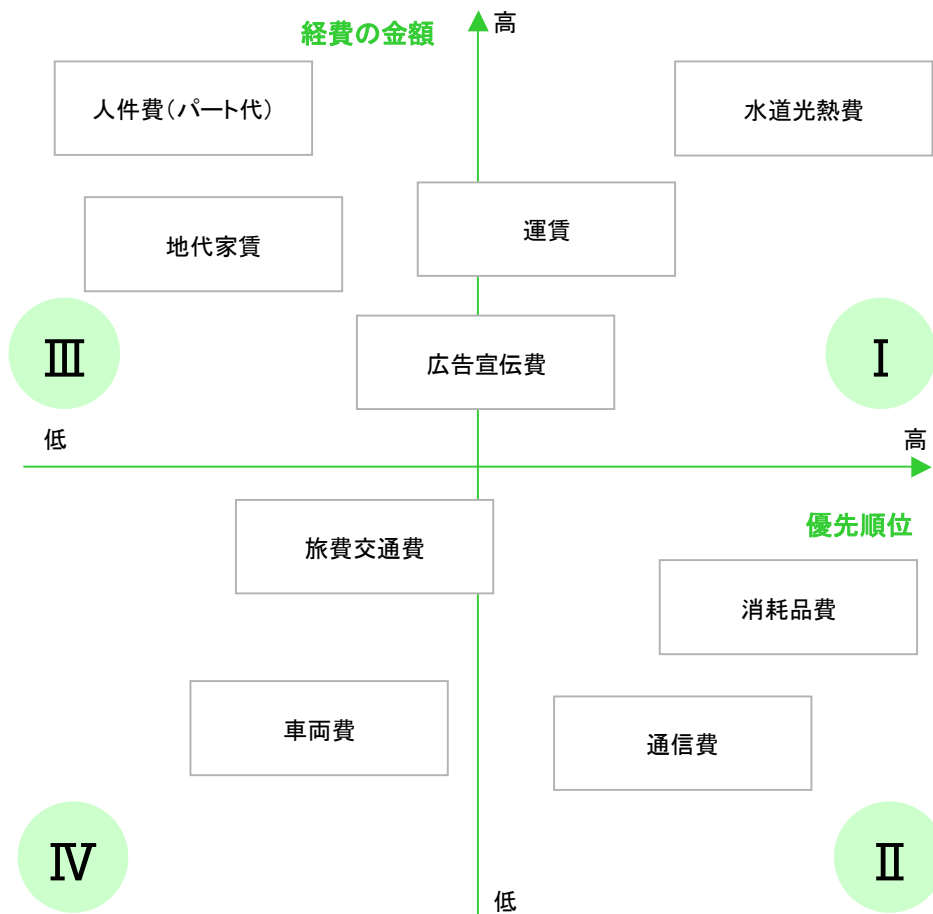 経費の金額
高
人件費(パート代)
水道光熱費
運賃
地代家賃
広告宣伝費
Ⅲ
Ⅰ
低
高
優先順位
旅費交通費
消耗品費
車両費
通信費
Ⅳ
Ⅱ
低